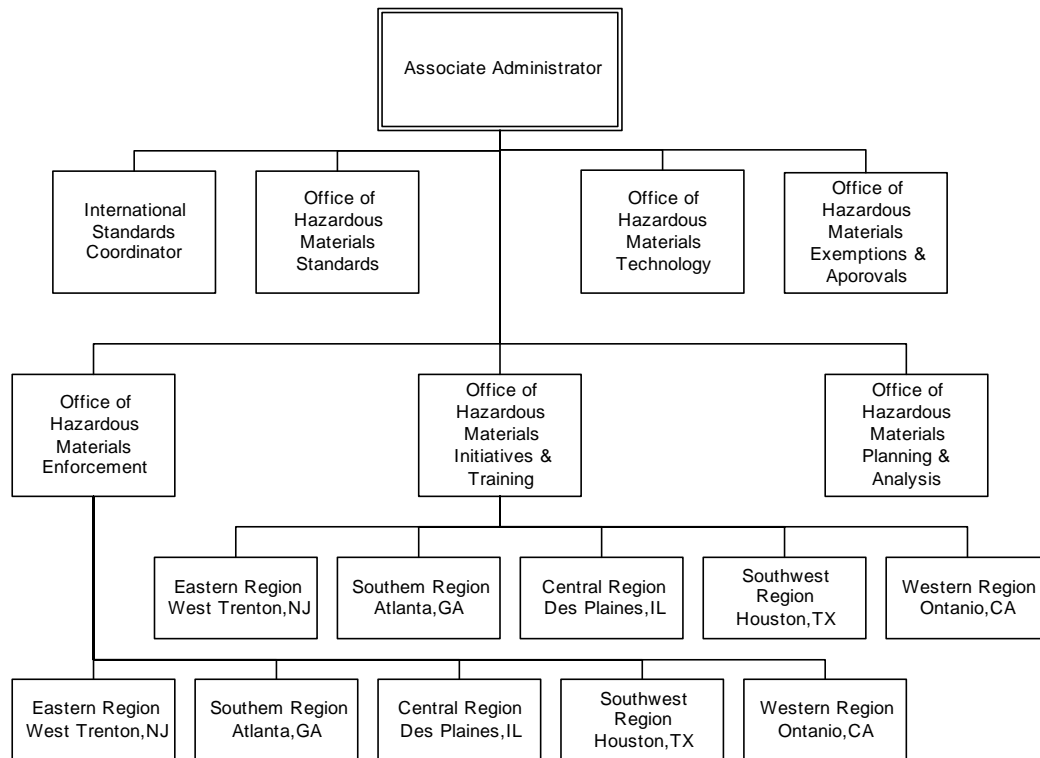 Associate Administrator
International
Standards
Coordinator
Office of
Hazardous
Materials
Standards
Office of
Hazardous
Materials
Technology
Office of
Hazardous
Materials
Exemptions &
Aporovals
Office of
Hazardous
Materials
Enforcement
Office of
Hazardous
Materials
Initiatives &
Training
Office of
Hazardous
Materials
Planning &
Analysis
Eastern Region
West Trenton,NJ
Southem Region
Atlanta,GA
Central Region
Des Plaines,IL
Southwest
Region
Houston,TX
Western Region
Ontanio,CA
Eastern Region
West Trenton,NJ
Southem Region
Atlanta,GA
Central Region
Des Plaines,IL
Southwest
Region
Houston,TX
Western Region
Ontario,CA